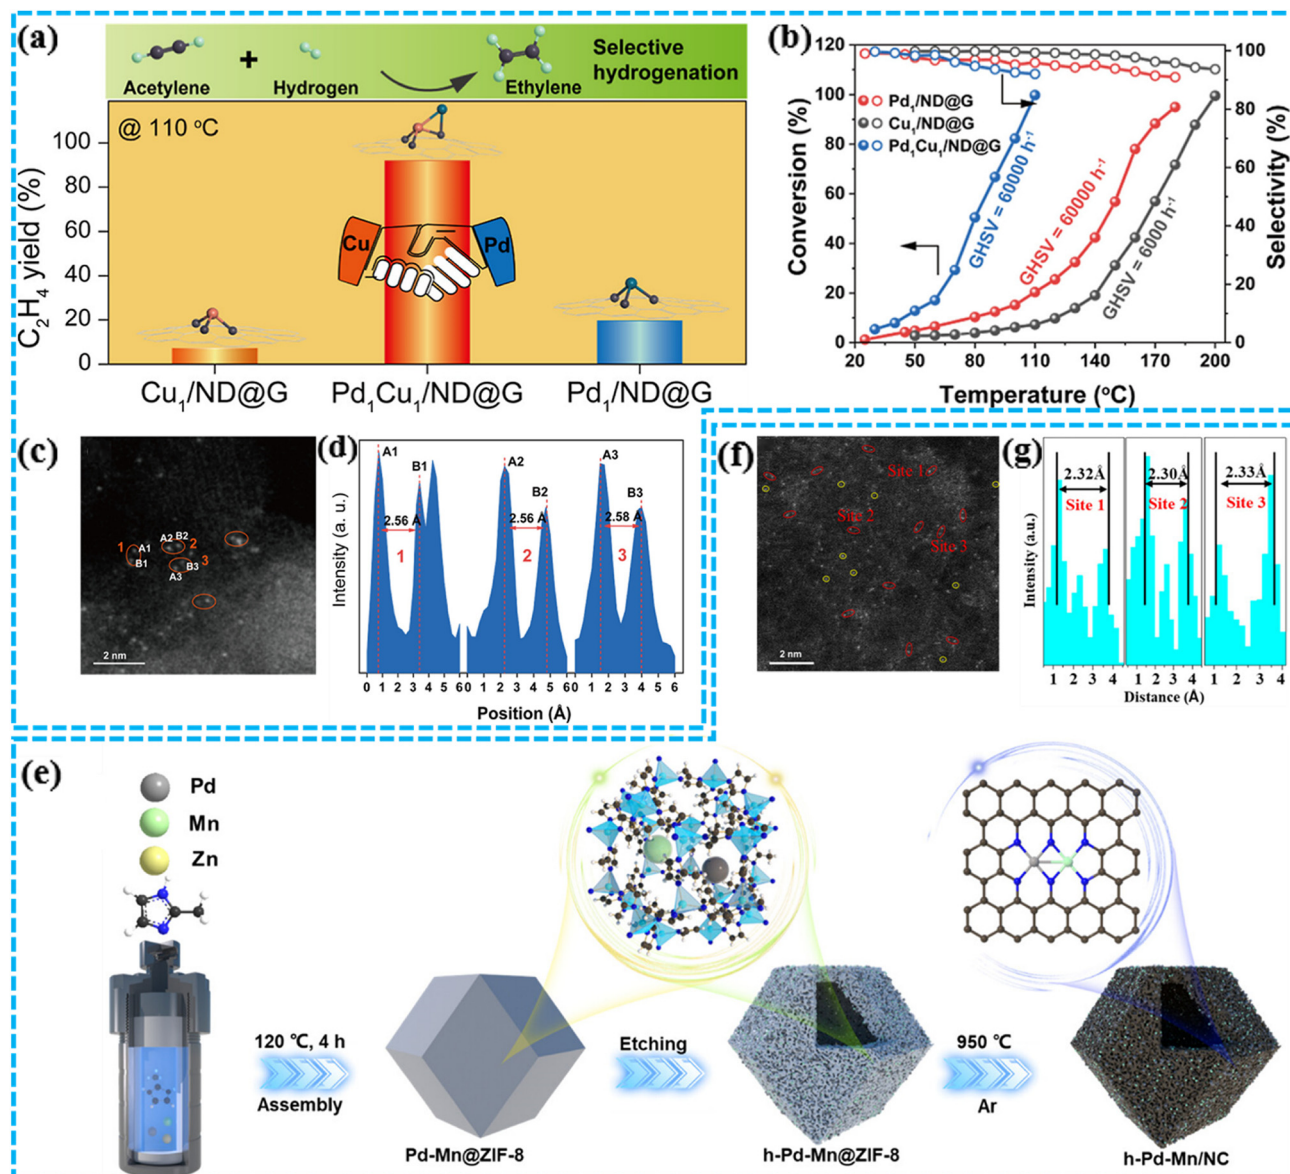 (a)
Acetylene
+
Hydrogen
Ethylene
Selective
hydrogenation
@ 110 °C
C₂H₄ yield (%)
100
80
60
40
20
0
Cu
Pd
Cu₁/ND@G
Pd₁Cu₁/ND@G
Pd₁/ND@G
(b)
Conversion (%)
120
100
80
60
40
20
0
Pd₁/ND@G
Cu₁/ND@G
Pd₁Cu₁/ND@G
GHSV = 60000 h⁻¹
GHSV = 60000 h⁻¹
GHSV = 6000 h⁻¹
100
80
60
40
20
0
Selectivity (%)
20 50 80 110 140 170 200
Temperature (°C)
(c)
1 A1 B1
A2 B2 2
A3 B3 3
2 nm
(d)
Intensity (a. u.)
A1
B1
2.56 Å
1
A2
B2
2.56 Å
2
A3
B3
2.58 Å
3
0 1 2 3 4 5 6 0 1 2 3 4 5 6 0 1 2 3 4 5 6
Position (Å)
(f)
Site 1
Site 2
Site 3
2 nm
(g)
Intensity (a.u.)
2.32Å
Site 1
2.30Å
Site 2
2.33Å
Site 3
1 2 3 4 1 2 3 4 1 2 3 4
Distance (Å)
(e)
Pd
Mn
Zn
120 ℃, 4 h
Assembly
Pd-Mn@ZIF-8
Etching
h-Pd-Mn@ZIF-8
950 ℃
Ar
h-Pd-Mn/NC